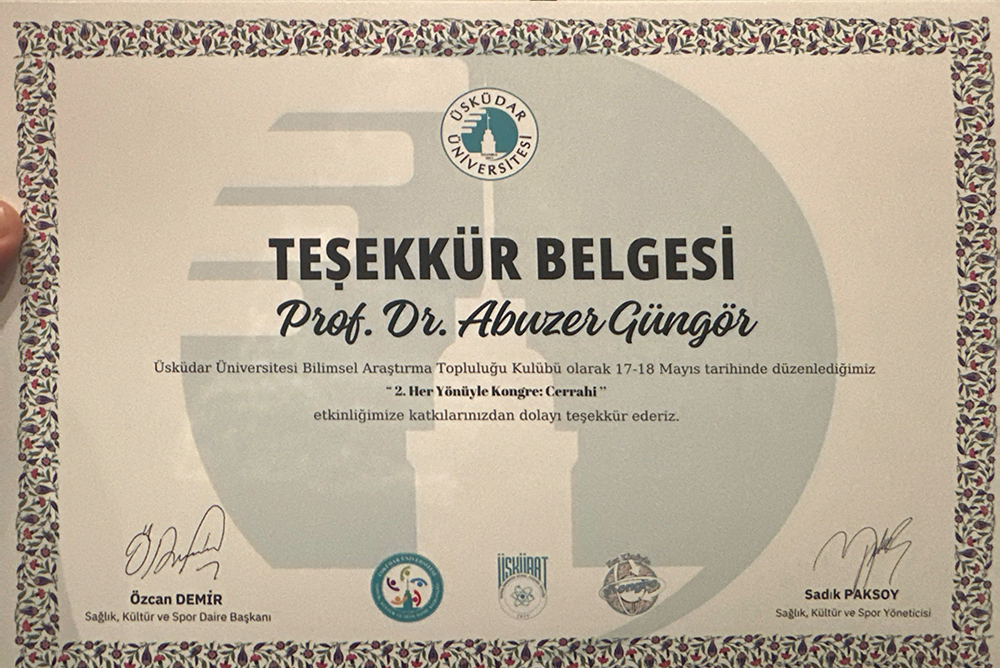 ÜSKÜDAR ÜNİVERSİTESİ
TEŞEKKÜR BELGESİ
Prof. Dr. Abuzer Güngör
Üsküdar Üniversitesi Bilimsel Araştırma Topluluğu Kulübü olarak 17-18 Mayıs tarihinde düzenlediğimiz
“ 2. Her Yönüyle Kongre: Cerrahi ”
etkinliğimize katkılarınızdan dolayı teşekkür ederiz.
Özcan DEMİR
Sağlık, Kültür ve Spor Daire Başkanı
ÜSKÜBAT
Kongre
Sadık PAKSOY
Sağlık, Kültür ve Spor Yöneticisi